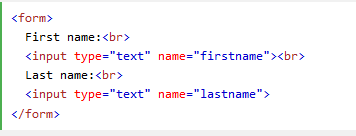 <form>
First name:<br>
<input type="text" name="firstname"><br>
Last name:<br>
<input type="text" name="lastname">
</form>